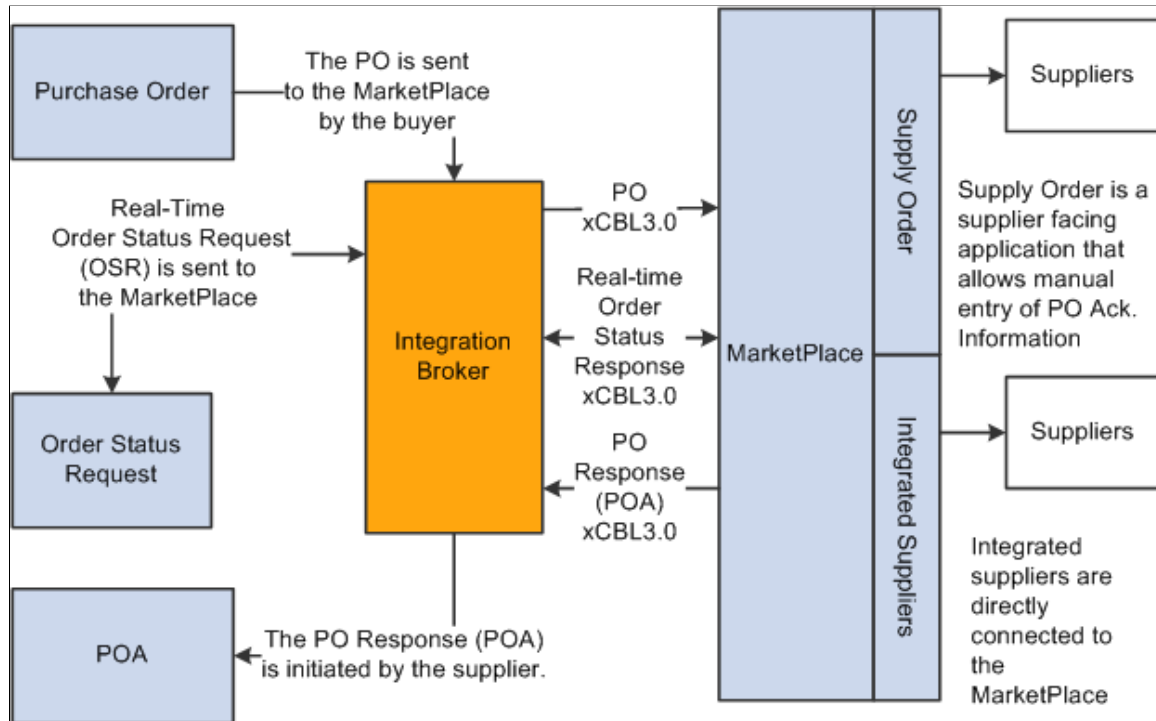 Purchase Order
The PO is sent
to the MarketPlace
by the buyer
Real-Time
Order Status Request
(OSR) is sent to
the MarketPlace
Order Status
Request
POA
The PO Response (POA)
is initiated by the supplier.
Integration
Broker
PO
xCBL3.0
Real-time
Order
Status
Response
xCBL3.0
PO
Response
(POA)
xCBL3.0
MarketPlace
Supply Order
Integrated Suppliers
Suppliers
Supply Order is a
supplier facing
application that
allows manual
entry of PO Ack.
Information
Suppliers
Integrated
suppliers are
directly
connected to
the
MarketPlace